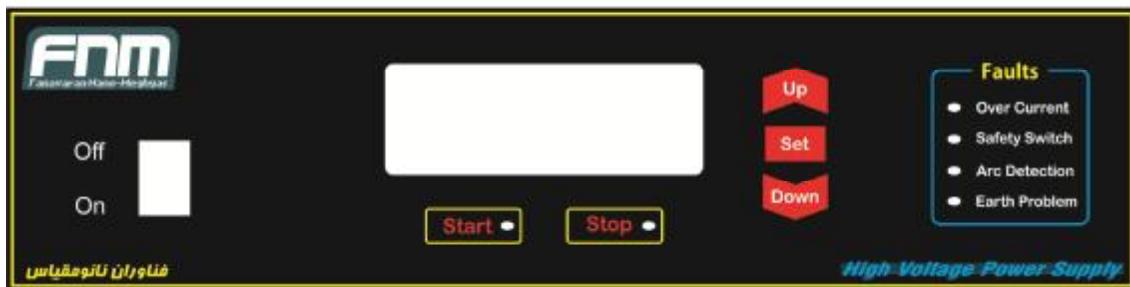 FNM
Fanavaran Nano-Meghyas
Off
On
Start
Stop
Up
Set
Down
Faults
Over Current
Safety Switch
Arc Detection
Earth Problem
فناوران نانومقیاس
High Voltage Power Supply